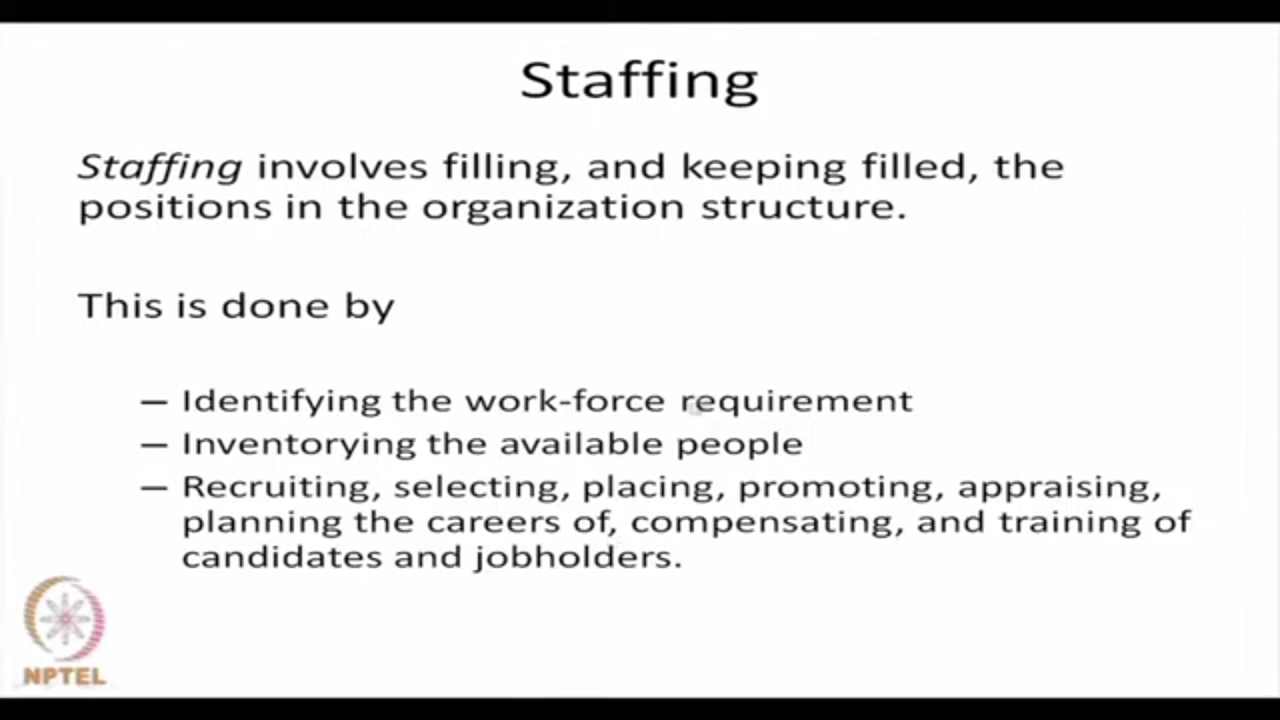 Staffing
Staffing involves filling, and keeping filled, the
positions in the organization structure.
This is done by
– Identifying the work-force requirement
– Inventorying the available people
– Recruiting, selecting, placing, promoting, appraising,
planning the careers of, compensating, and training of
candidates and jobholders.
NPTEL